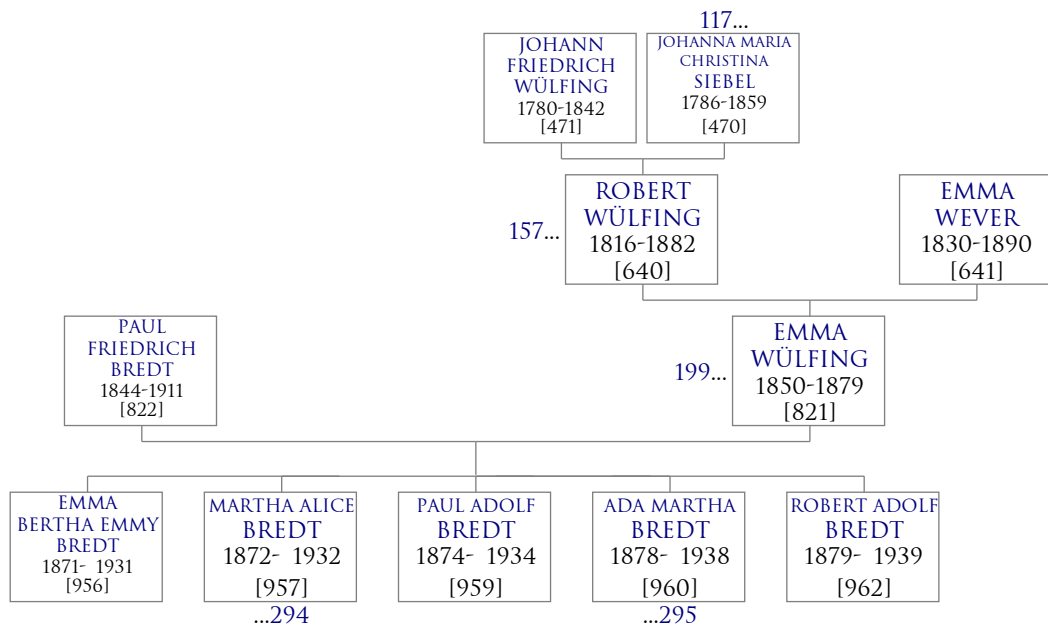 117...
JOHANN
FRIEDRICH
WÜLFING
1780-1842
[471]
JOHANNA MARIA
CHRISTINA
SIEBEL
1786-1859
[470]
157...
ROBERT
WÜLFING
1816-1882
[640]
EMMA
WEVER
1830-1890
[641]
PAUL
FRIEDRICH
BREDT
1844-1911
[822]
199...
EMMA
WÜLFING
1850-1879
[821]
EMMA
BERTHA EMMY
BREDT
1871- 1931
[956]
MARTHA ALICE
BREDT
1872- 1932
[957]
...294
PAUL ADOLF
BREDT
1874- 1934
[959]
ADA MARTHA
BREDT
1878- 1938
[960]
...295
ROBERT ADOLF
BREDT
1879- 1939
[962]